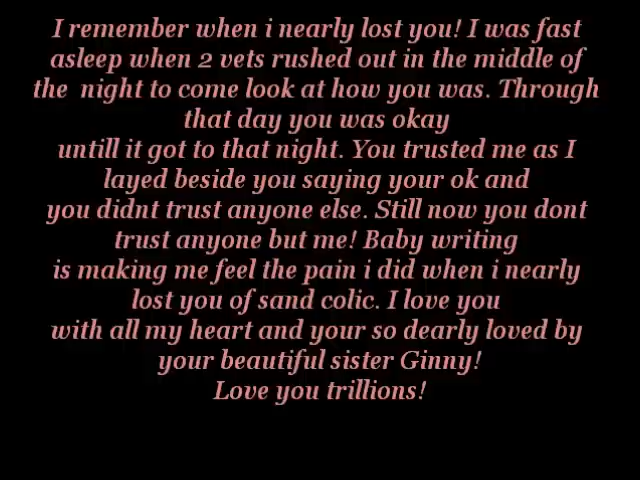 I remember when i nearly lost you! I was fast
asleep when 2 vets rushed out in the middle of
the night to come look at how you was. Through
that day you was okay
untill it got to that night. You trusted me as I
layed beside you saying your ok and
you didnt trust anyone else. Still now you dont
trust anyone but me! Baby writing
is making me feel the pain i did when i nearly
lost you of sand colic. I love you
with all my heart and your so dearly loved by
your beautiful sister Ginny!
Love you trillions!